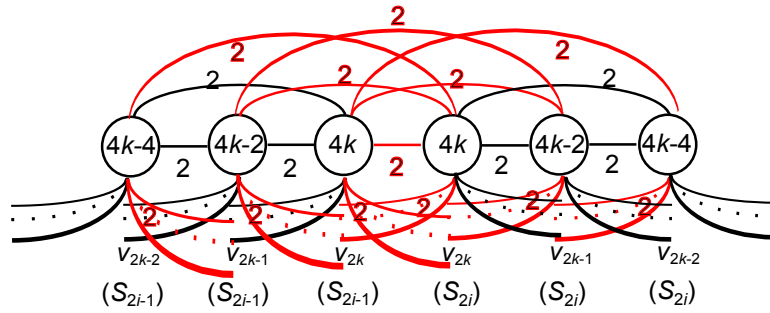 2 2 2
2 2 2 2
4k-4 4k-2 4k 4k 4k-2 4k-4
2 2 2 2 2
2 2 2 2 2 2
v2k-2 v2k-1 v2k v2k v2k-1 v2k-2
(S2i-1) (S2i-1) (S2i-1) (S2i) (S2i) (S2i)